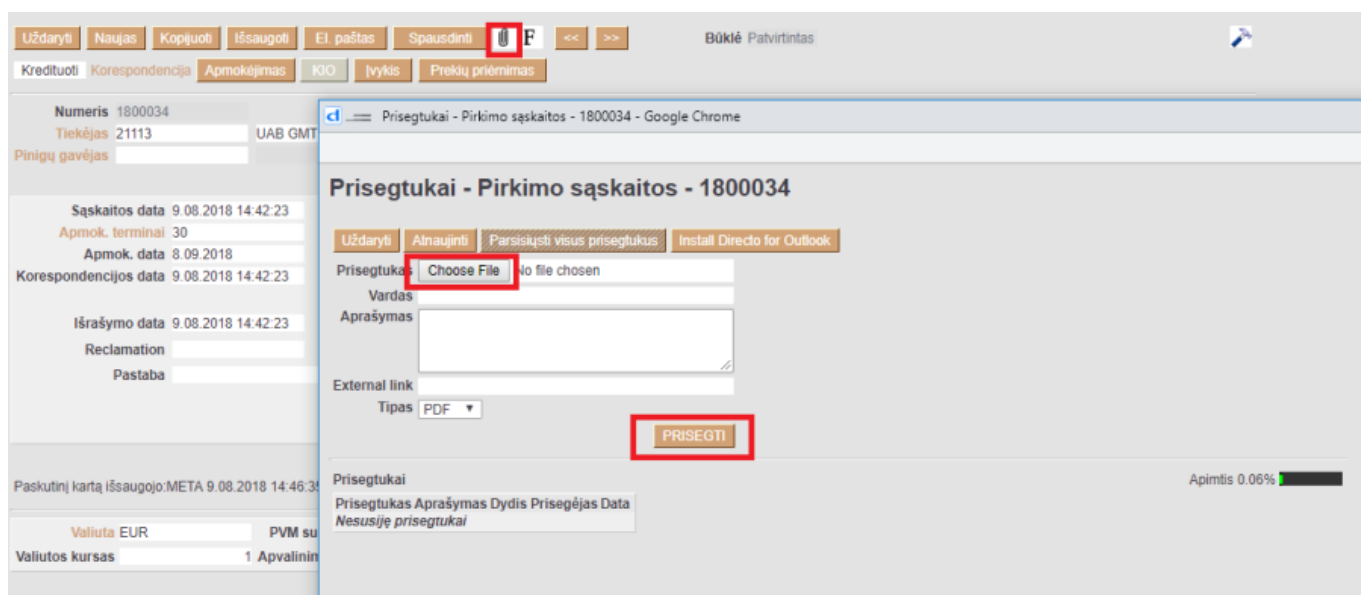 Uždaryti Naujas Kopijuoti Išsaugoti El. paštas Spausdinti F << >> Būklė Patvirtintas
Kredituoti Korespondencija Apmokėjimas KIO Įvykis Prekių priėmimas
Numeris 1800034
Tiekėjas 21113 UAB GMT
Pinigų gavėjas
Sąskaitos data 9.08.2018 14:42:23
Apmok. terminai 30
Apmok. data 8.09.2018
Korespondencijos data 9.08.2018 14:42:23
Išrašymo data 9.08.2018 14:42:23
Reclamation
Pastaba
Paskutinį kartą išsaugojo:META 9.08.2018 14:46:35
Valiuta EUR PVM su
Valiutos kursas 1 Apvalinin
Prisegtukai - Pirkimo sąskaitos - 1800034 - Google Chrome
Prisegtukai - Pirkimo sąskaitos - 1800034
Uždaryti Atnaujinti Parsisiųsti visus prisegtukus Install Directo for Outlook
Prisegtukas Choose File No file chosen
Vardas
Aprašymas
External link
Tipas PDF
PRISEGTI
Prisegtukai Apimtis 0.06%
Prisegtukas Aprašymas Dydis Prisegėjas Data
Nesusiję prisegtukai